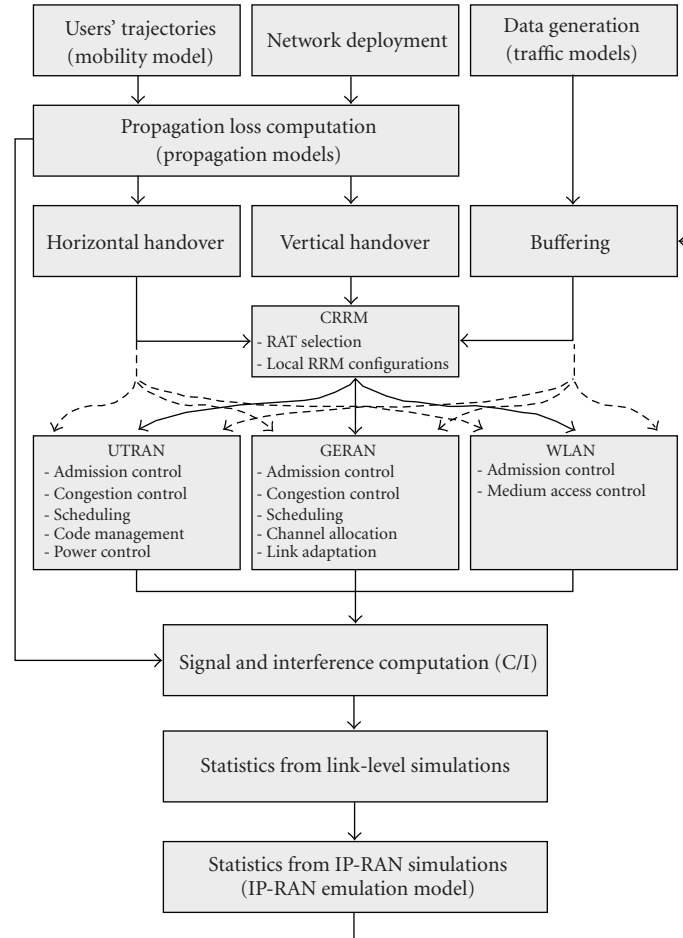 Users' trajectories
(mobility model)
Network deployment
Data generation
(traffic models)
Propagation loss computation
(propagation models)
Horizontal handover
Vertical handover
Buffering
CRRM
- RAT selection
- Local RRM configurations
UTRAN
- Admission control
- Congestion control
- Scheduling
- Code management
- Power control
GERAN
- Admission control
- Congestion control
- Scheduling
- Channel allocation
- Link adaptation
WLAN
- Admission control
- Medium access control
Signal and interference computation (C/I)
Statistics from link-level simulations
Statistics from IP-RAN simulations
(IP-RAN emulation model)